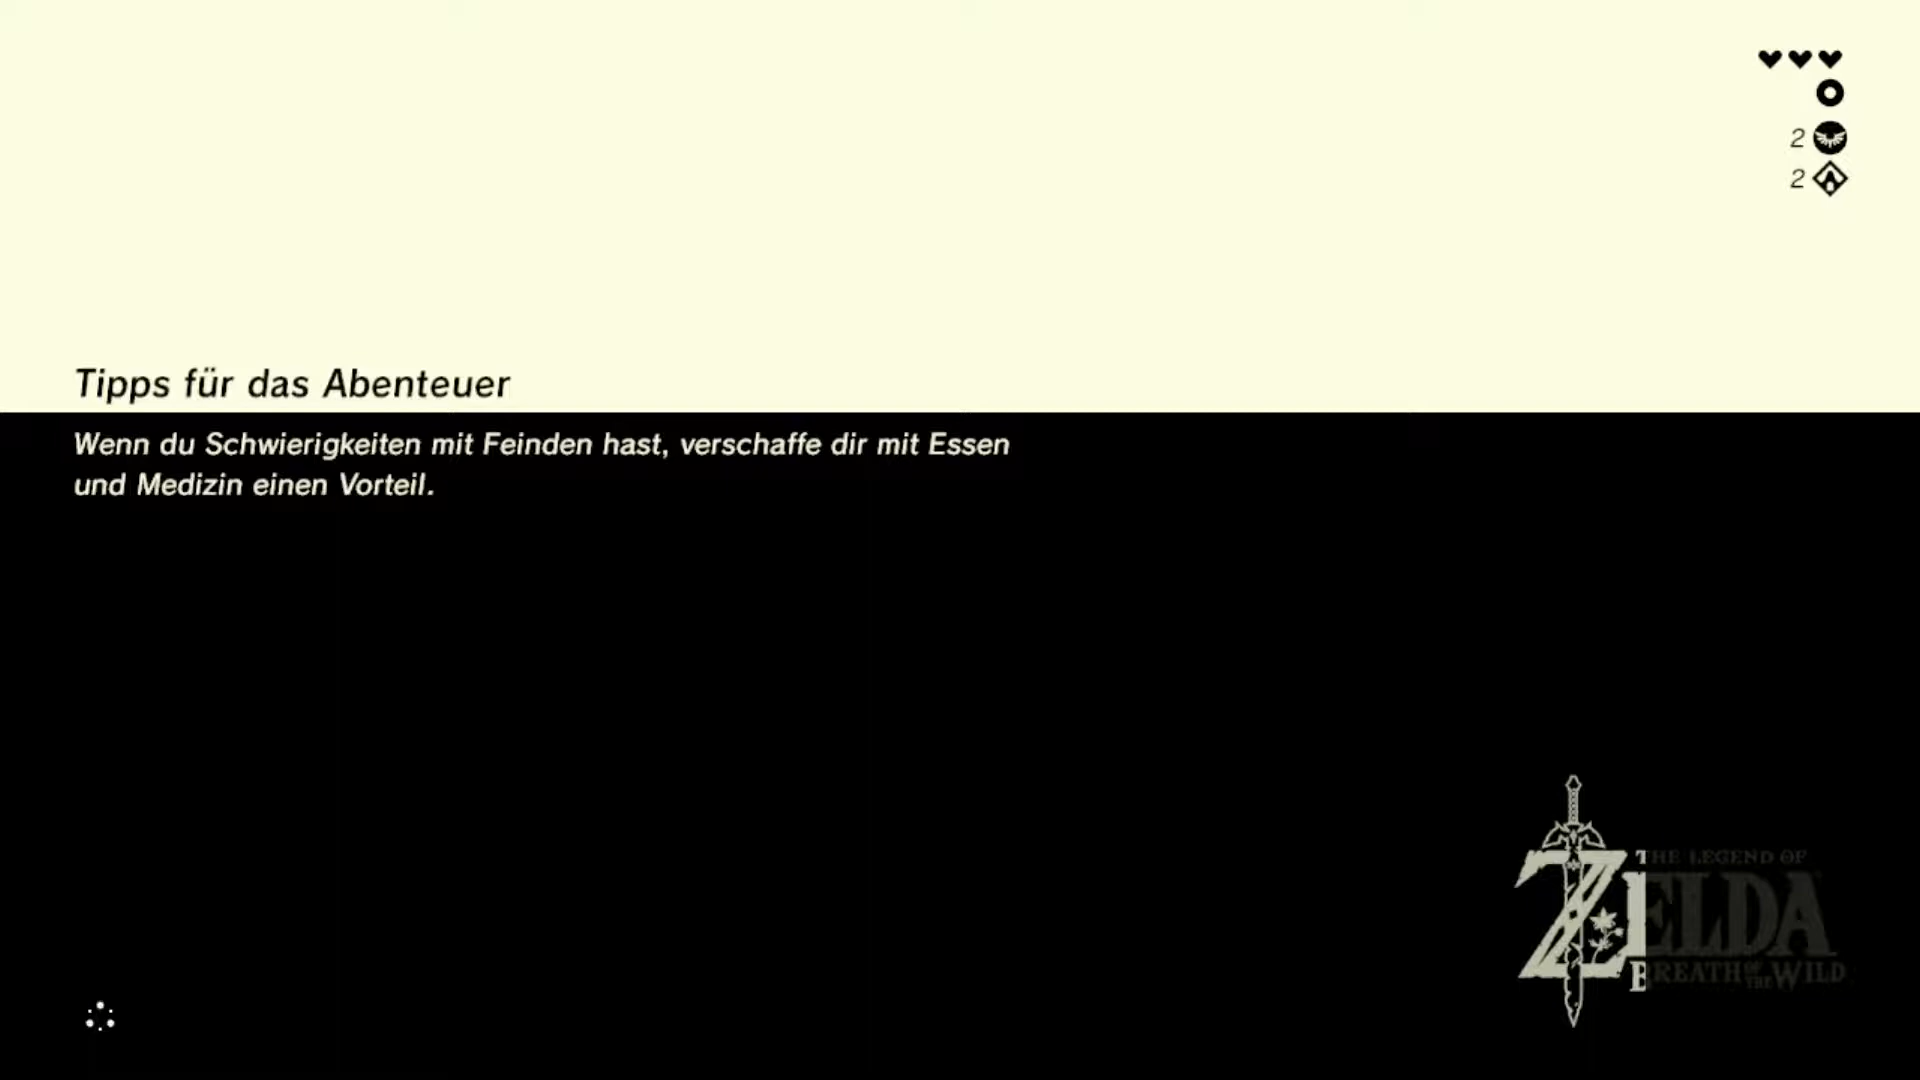 2
2
Tipps für das Abenteuer
Wenn du Schwierigkeiten mit Feinden hast, verschaffe dir mit Essen
und Medizin einen Vorteil.
THE LEGEND OF
ZELDA
BREATH OF THE WILD